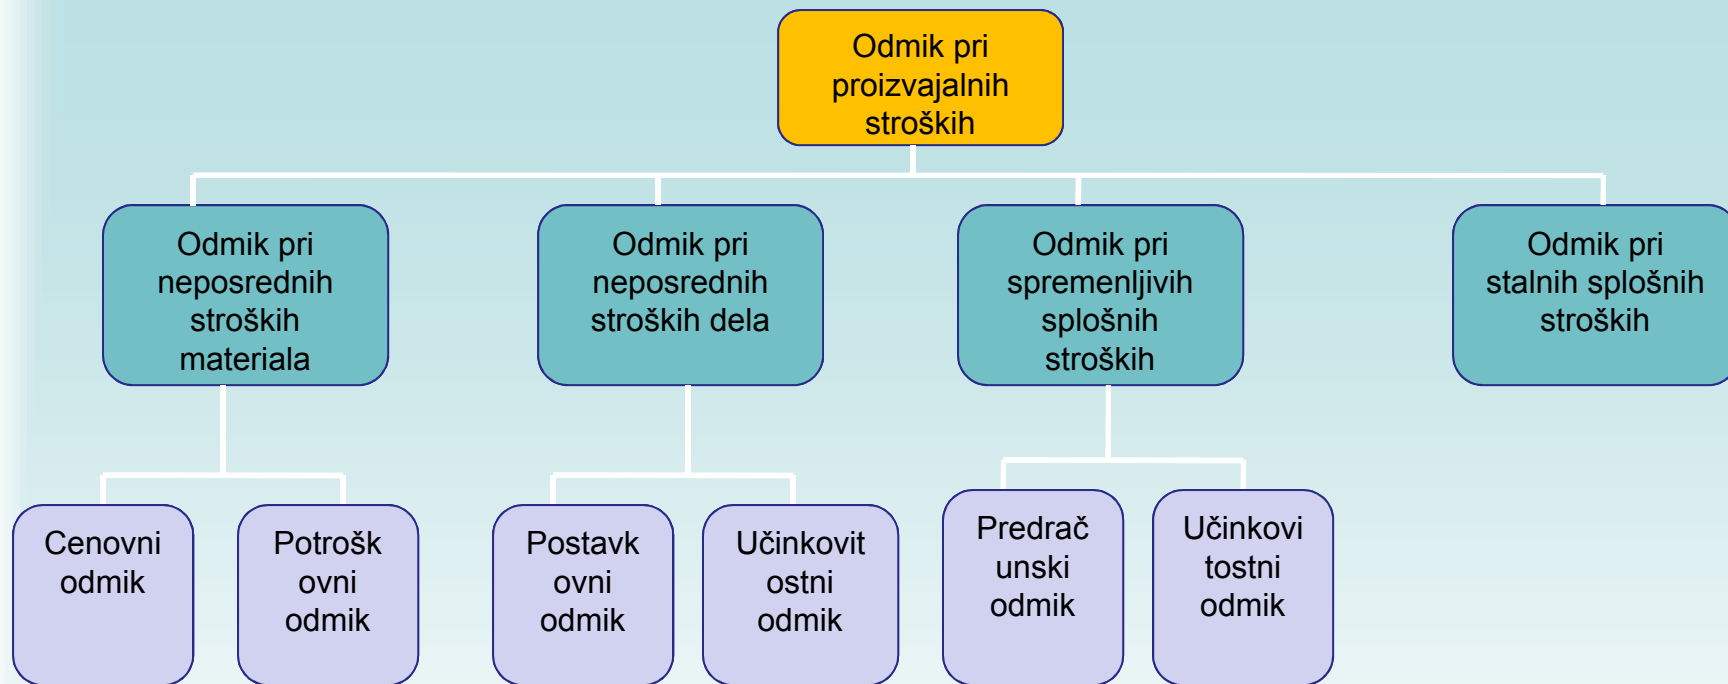 Odmik pri
proizvajalnih
stroških
Odmik pri
neposrednih
stroških
materiala
Odmik pri
neposrednih
stroških dela
Odmik pri
spremenljivih
splošnih
stroških
Odmik pri
stalnih splošnih
stroških
Cenovni
odmik
Potrošk
ovni
odmik
Postavk
ovni
odmik
Učinkovit
ostni
odmik
Predrač
unski
odmik
Učinkovi
tostni
odmik